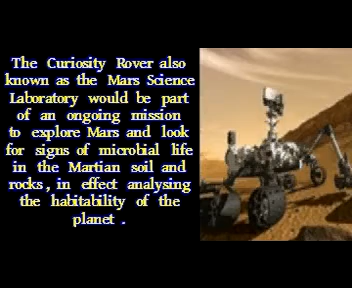 The Curiosity Rover also
known as the Mars Science
Laboratory would be part
of an ongoing mission
to explore Mars and look
for signs of microbial life
in the Martian soil and
rocks , in effect analysing
the habitability of the
planet .